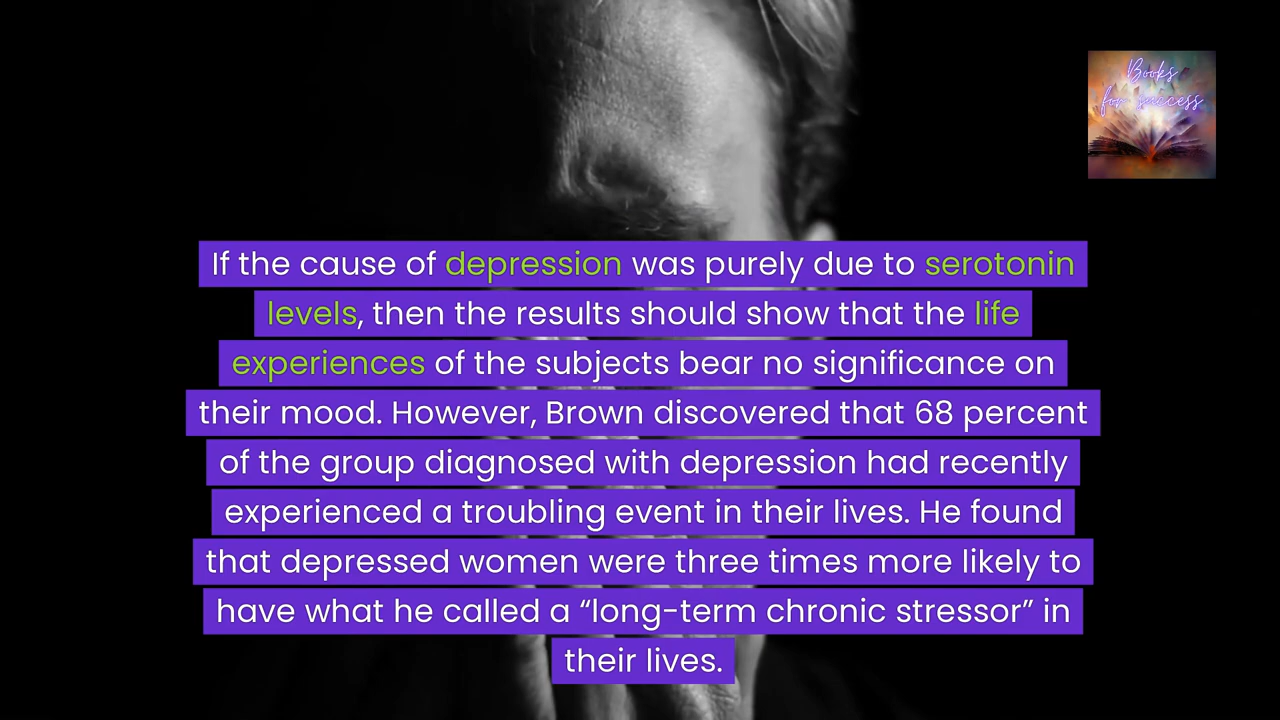 Books
for success
If the cause of depression was purely due to serotonin
levels, then the results should show that the life
experiences of the subjects bear no significance on
their mood. However, Brown discovered that 68 percent
of the group diagnosed with depression had recently
experienced a troubling event in their lives. He found
that depressed women were three times more likely to
have what he called a “long-term chronic stressor” in
their lives.